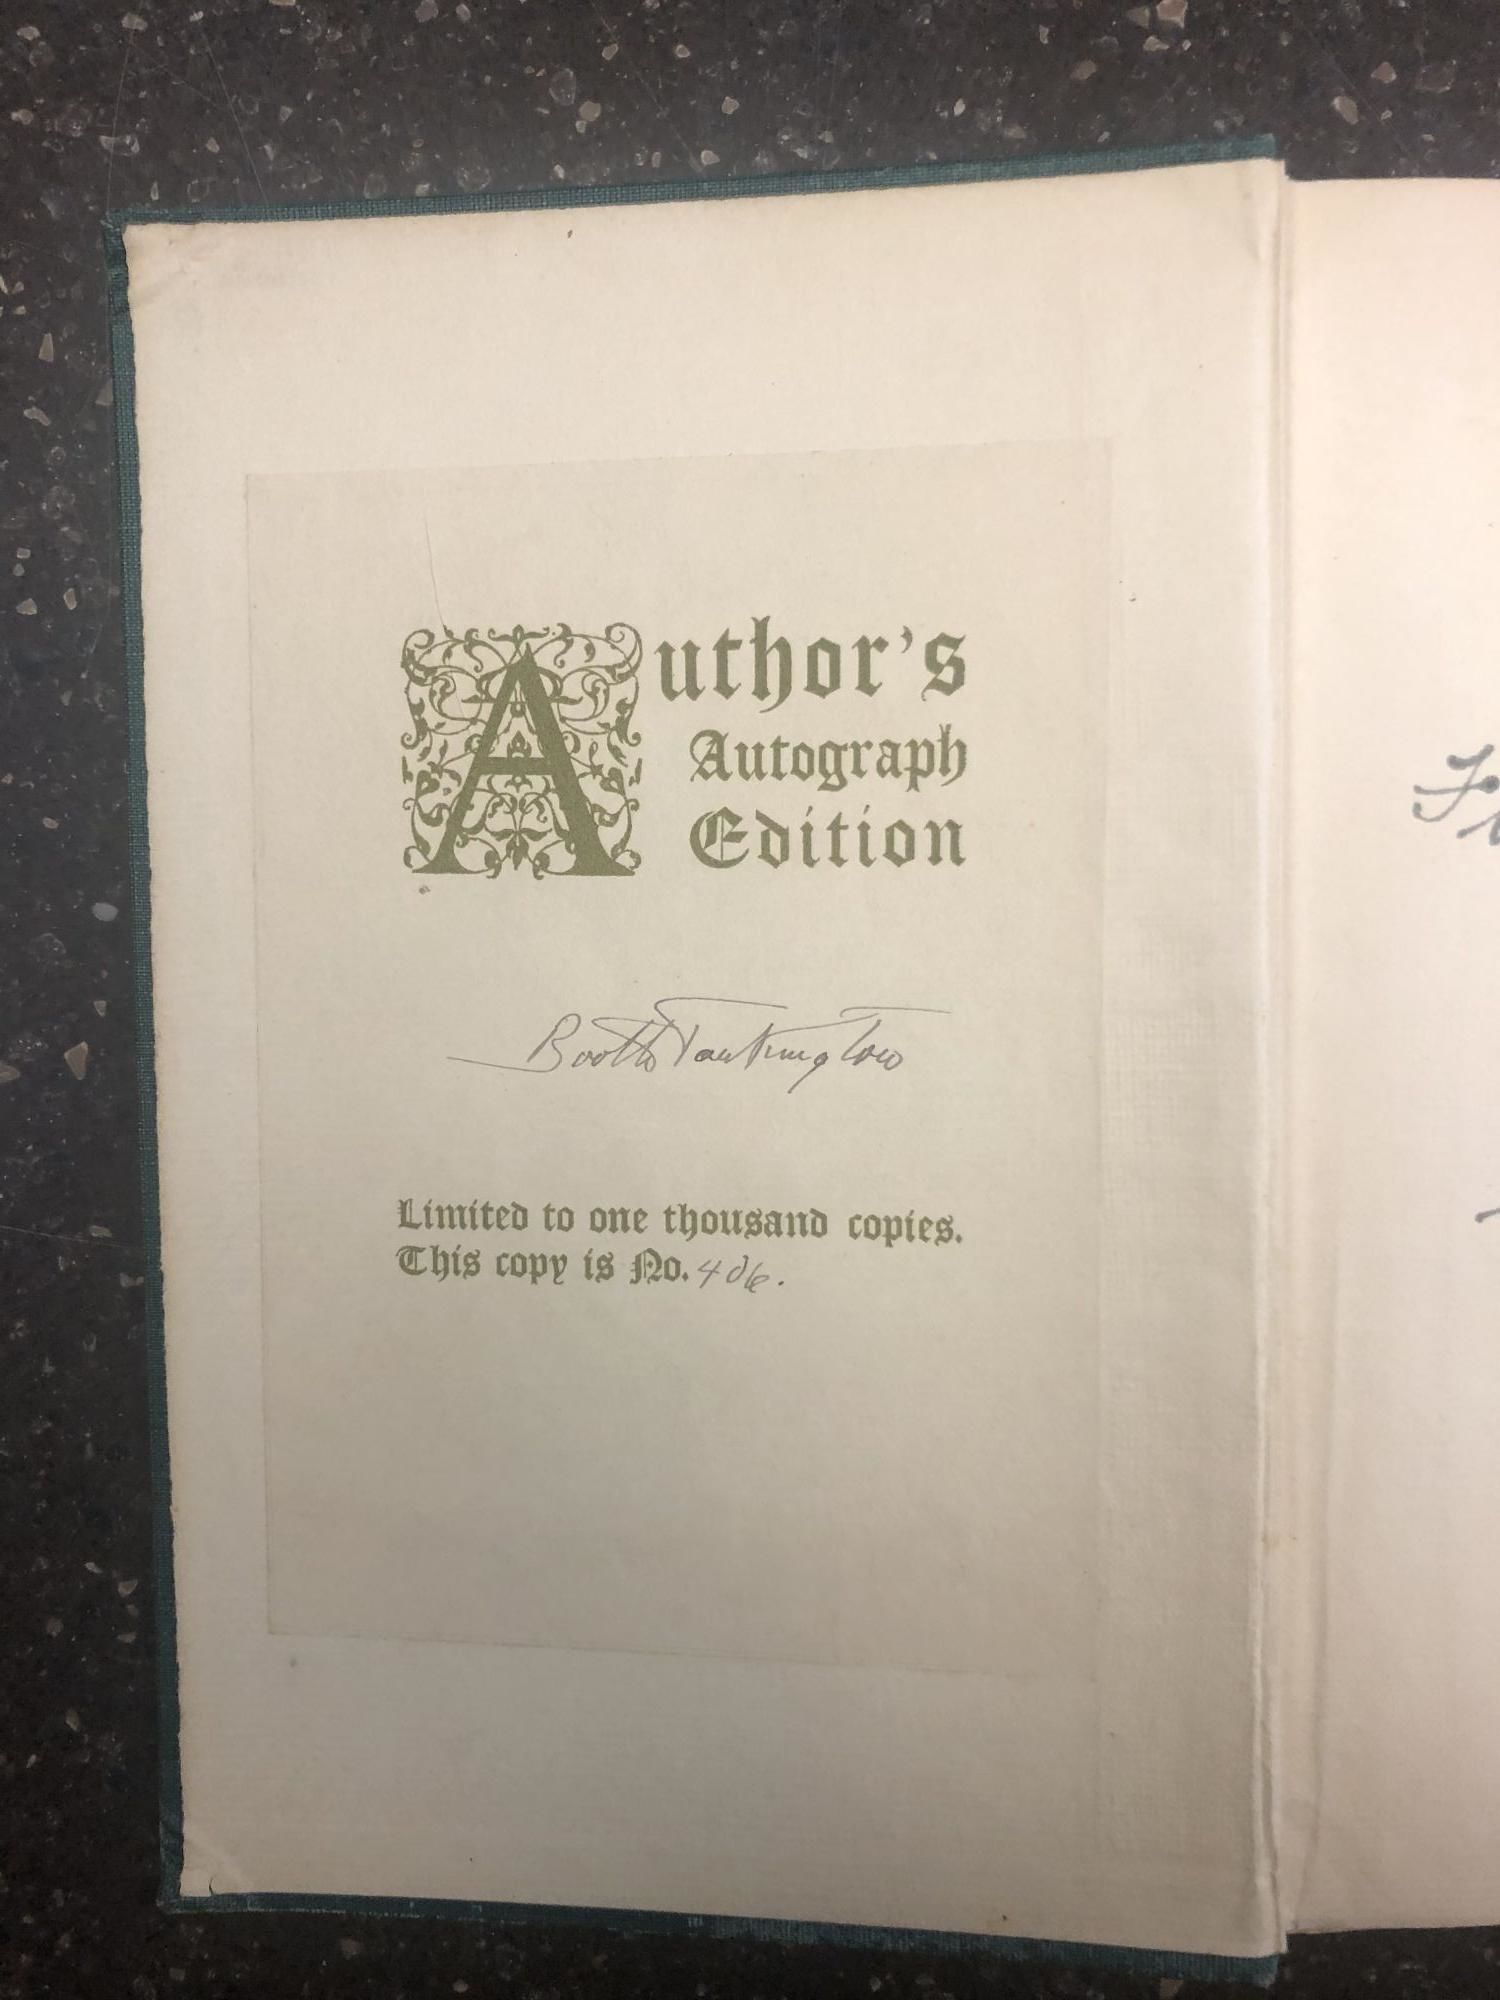 Author's
Autograph
Edition
Booth Tarkington
Limited to one thousand copies.
This copy is No. 406.